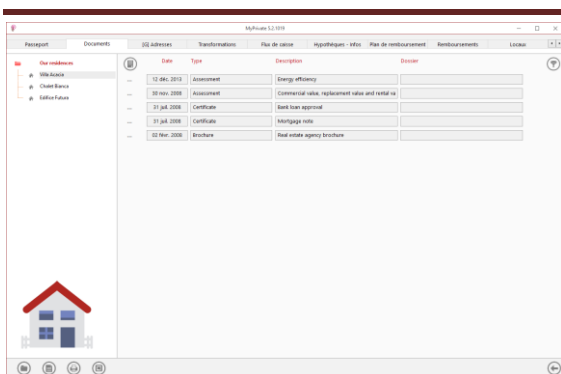 MyPrivate 5.2.1019
Passeport Documents [G] Adresses Transformations Flux de caisse Hypothèques - Infos Plan de remboursement Remboursements Locaux
Our residences
Villa Acacia
Chalet Bianca
Edifice Futura
Date Type Description Dossier
12 déc. 2013 Assessment Energy efficiency
30 nov. 2008 Assessment Commercial value, replacement value and rental va
31 juil. 2008 Certificate Bank loan approval
31 juil. 2008 Certificate Mortgage note
02 févr. 2008 Brochure Real estate agency brochure